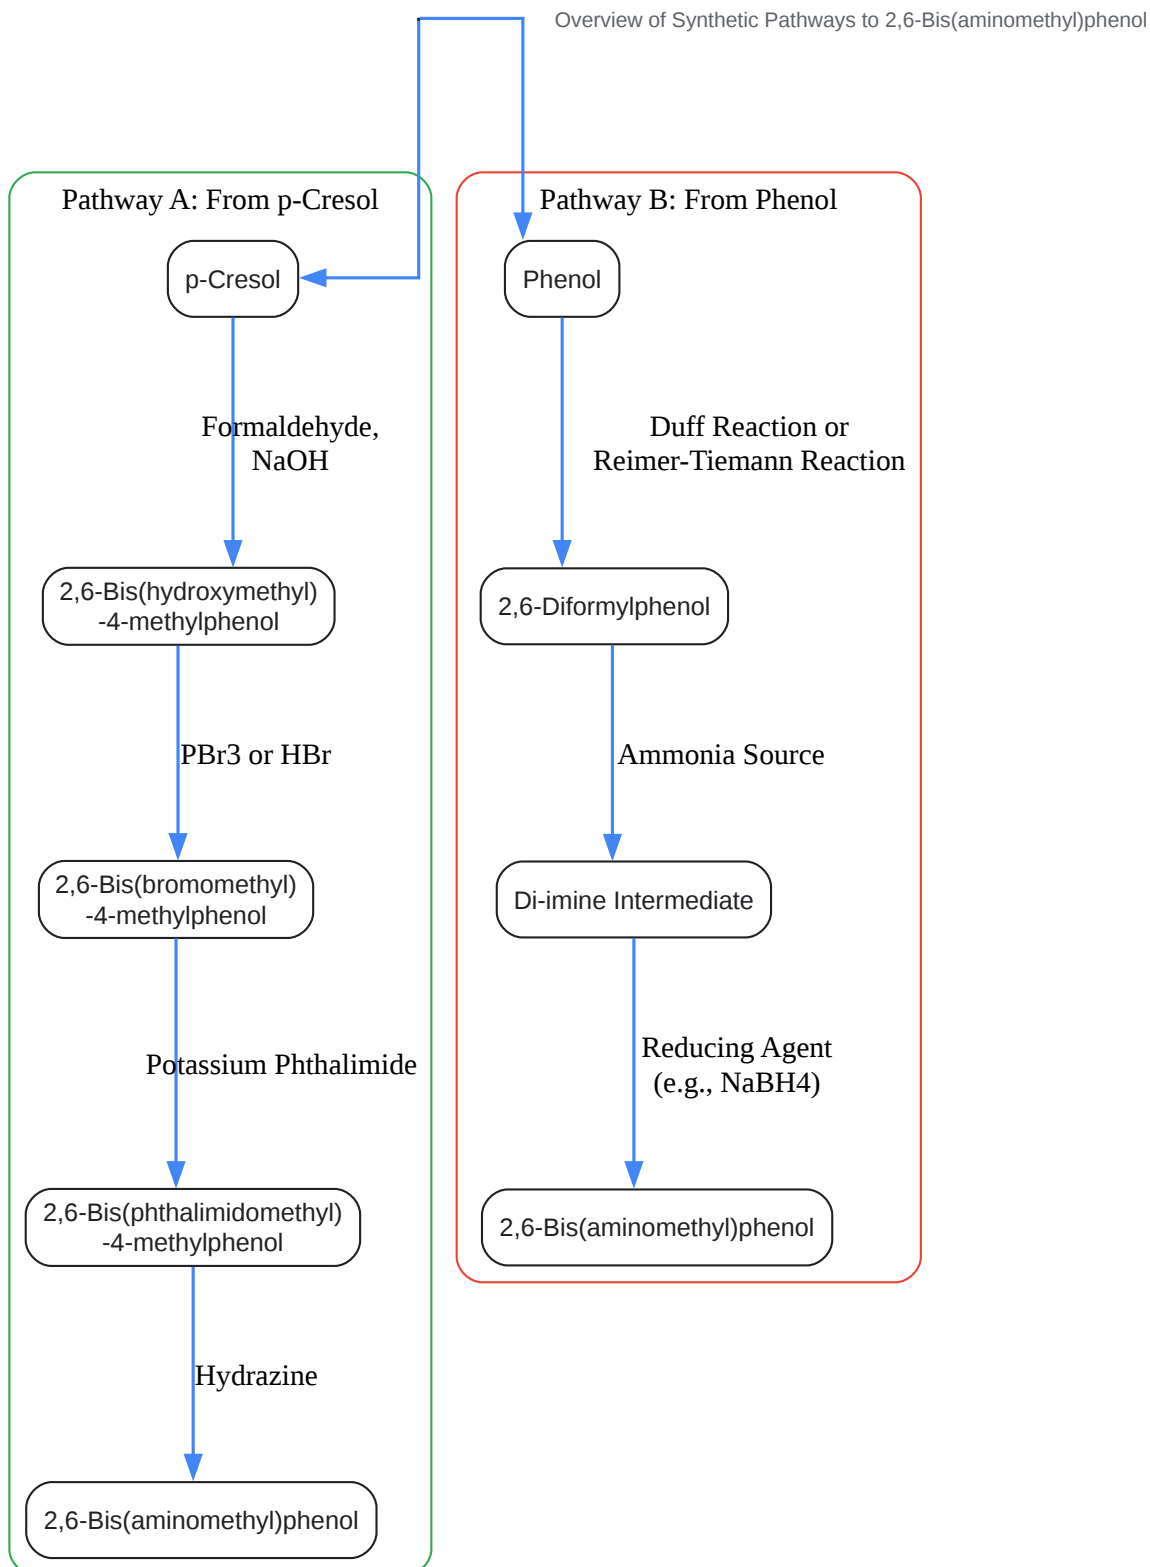 Overview of Synthetic Pathways to 2,6-Bis(aminomethyl)phenol
Pathway A: From p-Cresol
p-Cresol
Formaldehyde,
NaOH
2,6-Bis(hydroxymethyl)
-4-methylphenol
PBr3 or HBr
2,6-Bis(bromomethyl)
-4-methylphenol
Potassium Phthalimide
2,6-Bis(phthalimidomethyl)
-4-methylphenol
Hydrazine
2,6-Bis(aminomethyl)phenol
Pathway B: From Phenol
Phenol
Duff Reaction or
Reimer-Tiemann Reaction
2,6-Diformylphenol
Ammonia Source
Di-imine Intermediate
Reducing Agent
(e.g., NaBH4)
2,6-Bis(aminomethyl)phenol